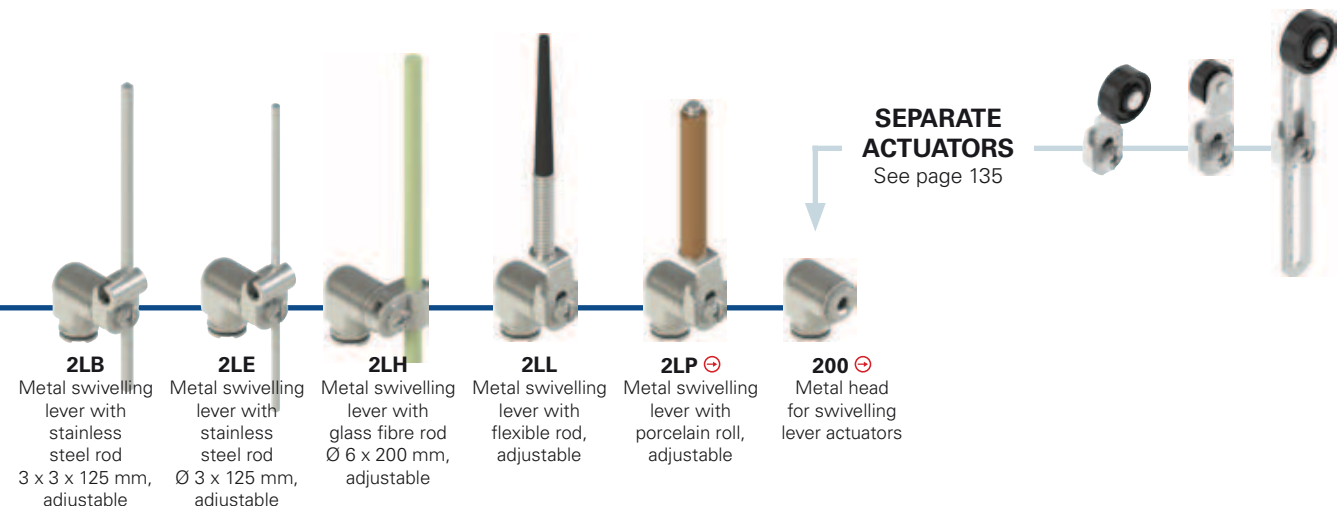 SEPARATE
ACTUATORS
See page 135
2LB
Metal swivelling
lever with
stainless
steel rod
3 x 3 x 125 mm,
adjustable
2LE
Metal swivelling
lever with
stainless
steel rod
Ø 3 x 125 mm,
adjustable
2LH
Metal swivelling
lever with
glass fibre rod
Ø 6 x 200 mm,
adjustable
2LL
Metal swivelling
lever with
flexible rod,
adjustable
2LP
Metal swivelling
lever with
porcelain roll,
adjustable
200
Metal head
for swivelling
lever actuators